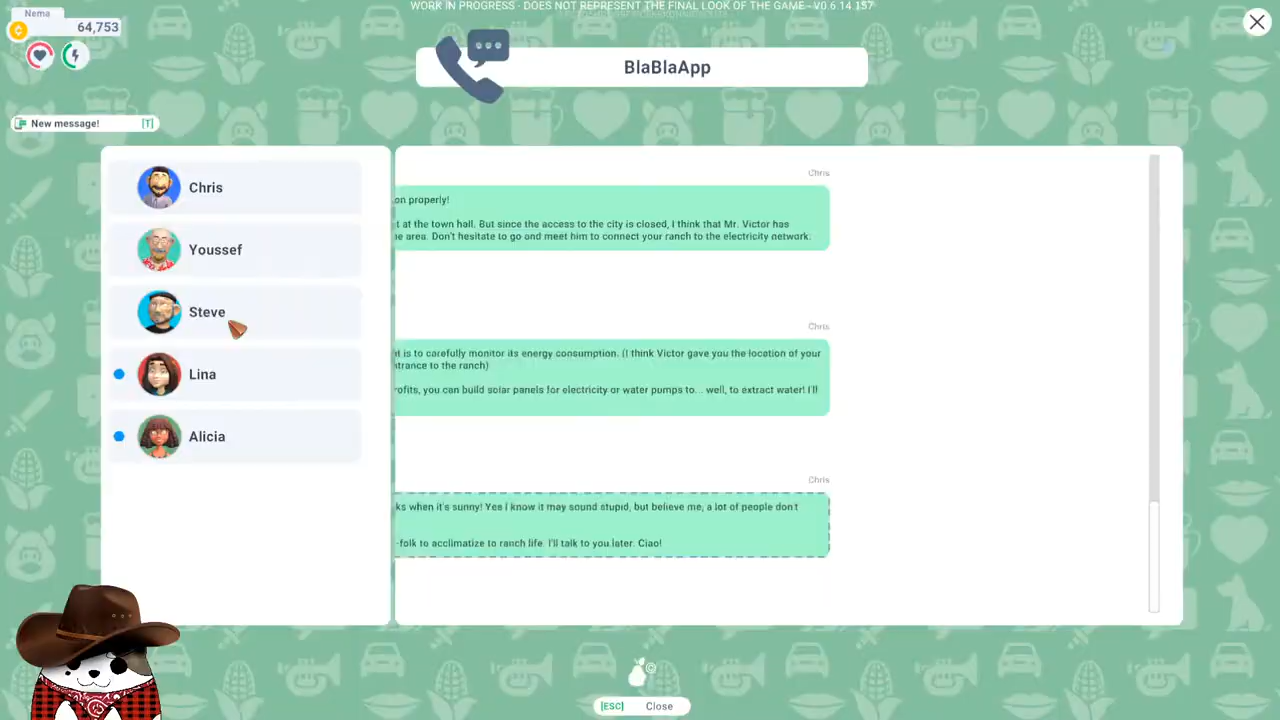 WORK IN PROGRESS - DOES NOT REPRESENT THE FINAL LOOK OF THE GAME - V0.6.14.157
Nema
64,753
BlaBlaApp
New message! [T]
Chris
Youssef
Steve
Lina
Alicia
Chris
on properly!
t at the town hall. But since the access to the city is closed, I think that Mr. Victor has
e area. Don't hesitate to go and meet him to connect your ranch to the electricity network.
Chris
t is to carefully monitor its energy consumption. (I think Victor gave you the location of your
ntrance to the ranch)
rofits, you can build solar panels for electricity or water pumps to... well, to extract water! I'll
Chris
ks when it's sunny! Yes I know it may sound stupid, but believe me, a lot of people don't
-folk to acclimatize to ranch life. I'll talk to you later. Ciao!
[ESC] Close